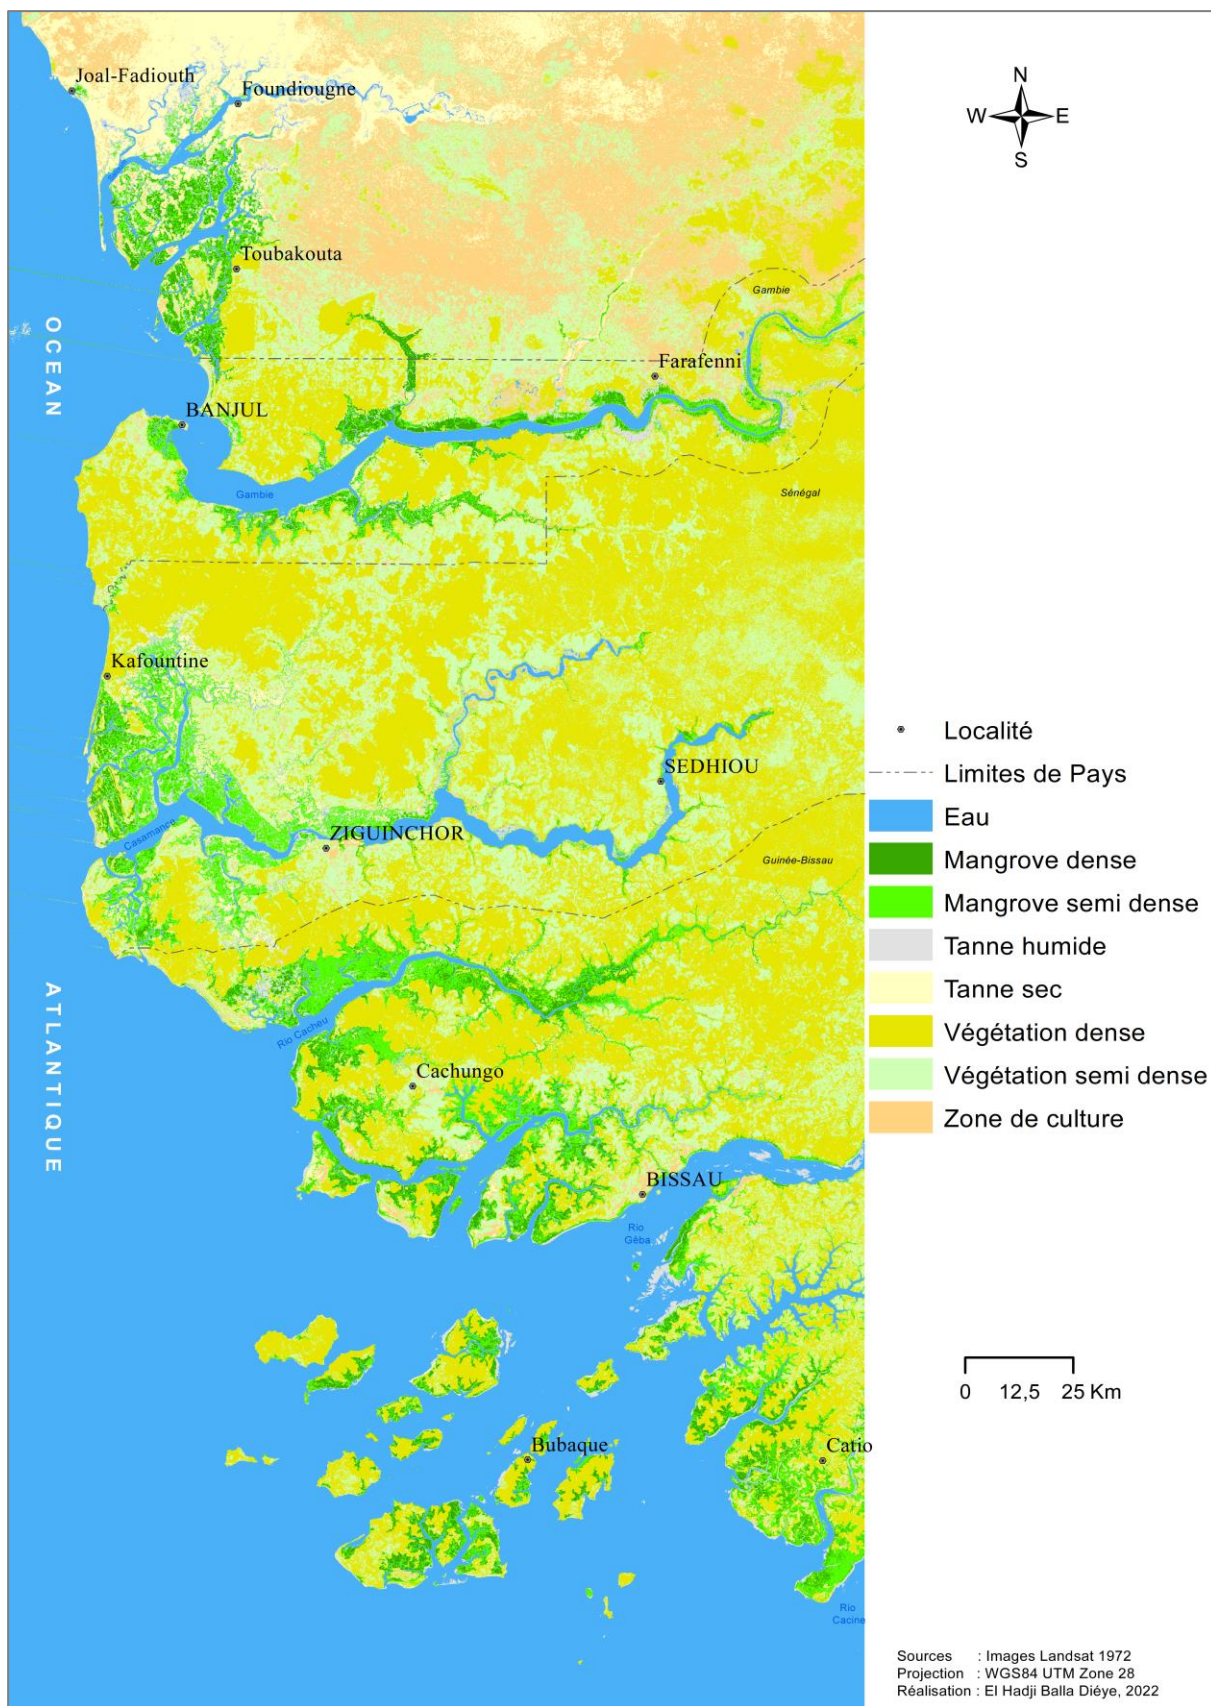 N
W E
S
Joal-Fadiouth
Foundiougne
Toubakouta
Gambie
OCEAN
Farafenni
BANJUL
Gambie
Sénégal
Kafountine
SEDHIOU
Casamance
ZIGUINCHOR
Guinée-Bissau
ATLANTIQUE
Rio Cacheu
Cachungo
BISSAU
Rio
Géba
Bubaque
Catio
Rio
Cacine
Localité
Limites de Pays
Eau
Mangrove dense
Mangrove semi dense
Tanne humide
Tanne sec
Végétation dense
Végétation semi dense
Zone de culture
0 12,5 25 Km
Sources : Images Landsat 1972
Projection : WGS84 UTM Zone 28
Réalisation : El Hadji Balla Diéye, 2022